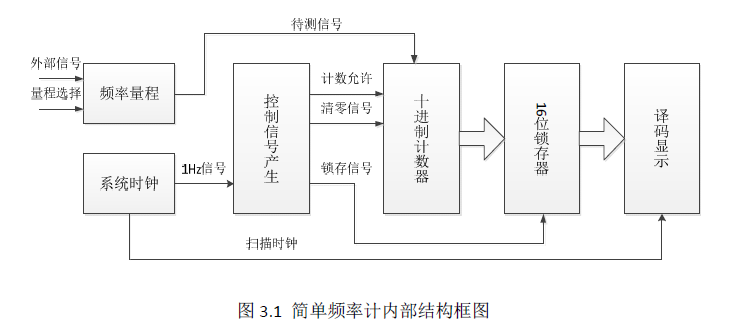 待测信号
外部信号
量程选择
频率量程
控制信号产生
计数允许
清零信号
锁存信号
十进制计数器
16位锁存器
译码显示
系统时钟
1Hz信号
扫描时钟
图 3.1 简单频率计内部结构框图